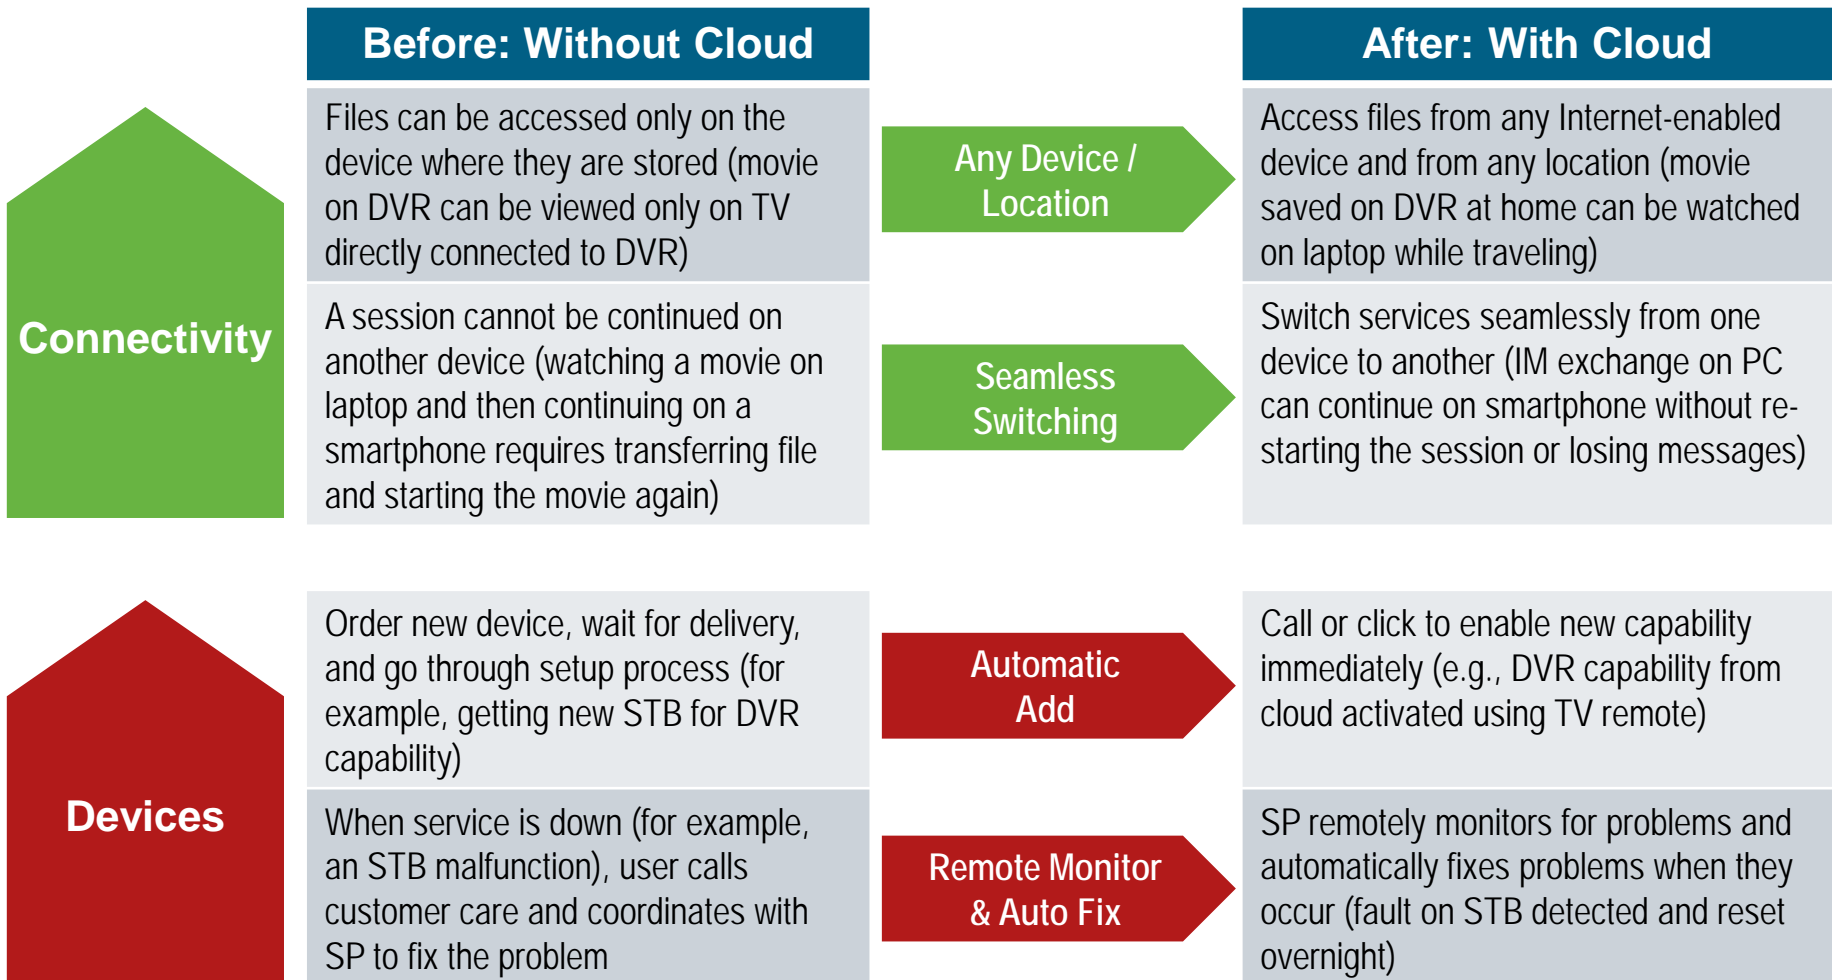 Before: Without Cloud
After: With Cloud
Connectivity
Files can be accessed only on the
device where they are stored (movie
on DVR can be viewed only on TV
directly connected to DVR)
Any Device /
Location
Access files from any Internet-enabled
device and from any location (movie
saved on DVR at home can be watched
on laptop while traveling)
A session cannot be continued on
another device (watching a movie on
laptop and then continuing on a
smartphone requires transferring file
and starting the movie again)
Seamless
Switching
Switch services seamlessly from one
device to another (IM exchange on PC
can continue on smartphone without re-
starting the session or losing messages)
Devices
Order new device, wait for delivery,
and go through setup process (for
example, getting new STB for DVR
capability)
Automatic
Add
Call or click to enable new capability
immediately (e.g., DVR capability from
cloud activated using TV remote)
When service is down (for example,
an STB malfunction), user calls
customer care and coordinates with
SP to fix the problem
Remote Monitor
& Auto Fix
SP remotely monitors for problems and
automatically fixes problems when they
occur (fault on STB detected and reset
overnight)